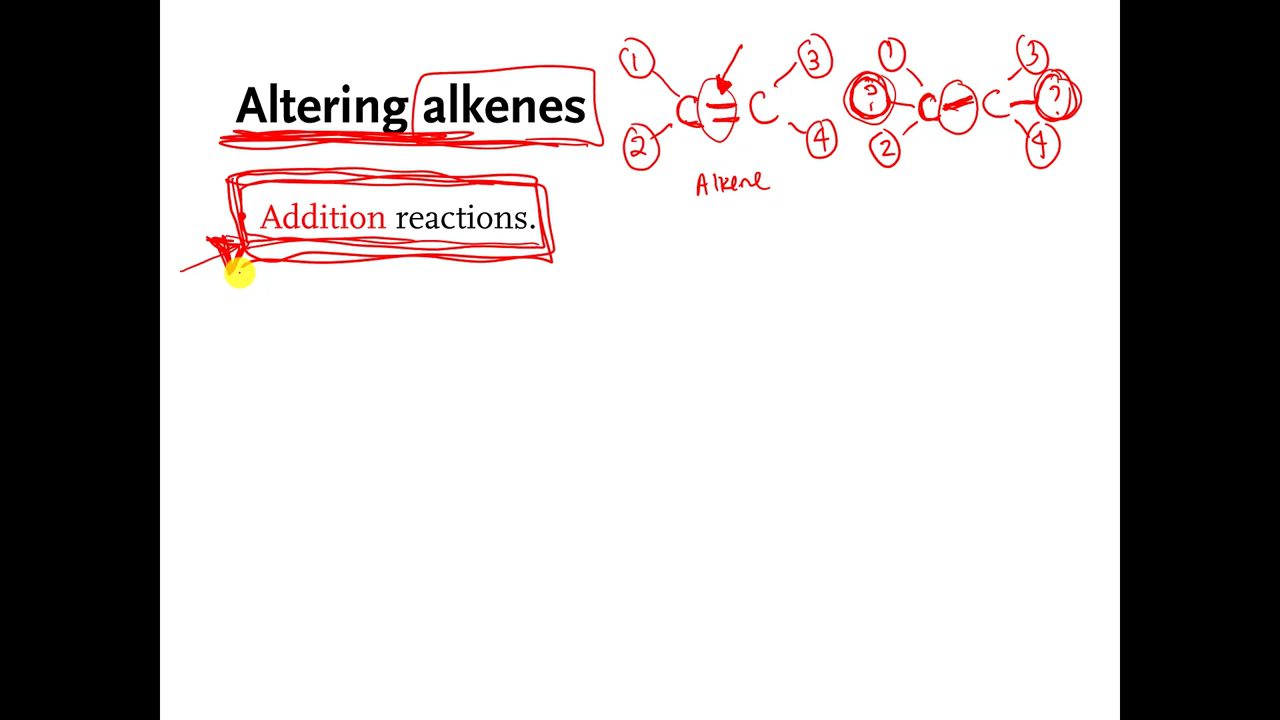 Altering alkenes
Addition reactions.
1 3
C = C
2 4
Alkene
1 3
? C - C ?
2 4